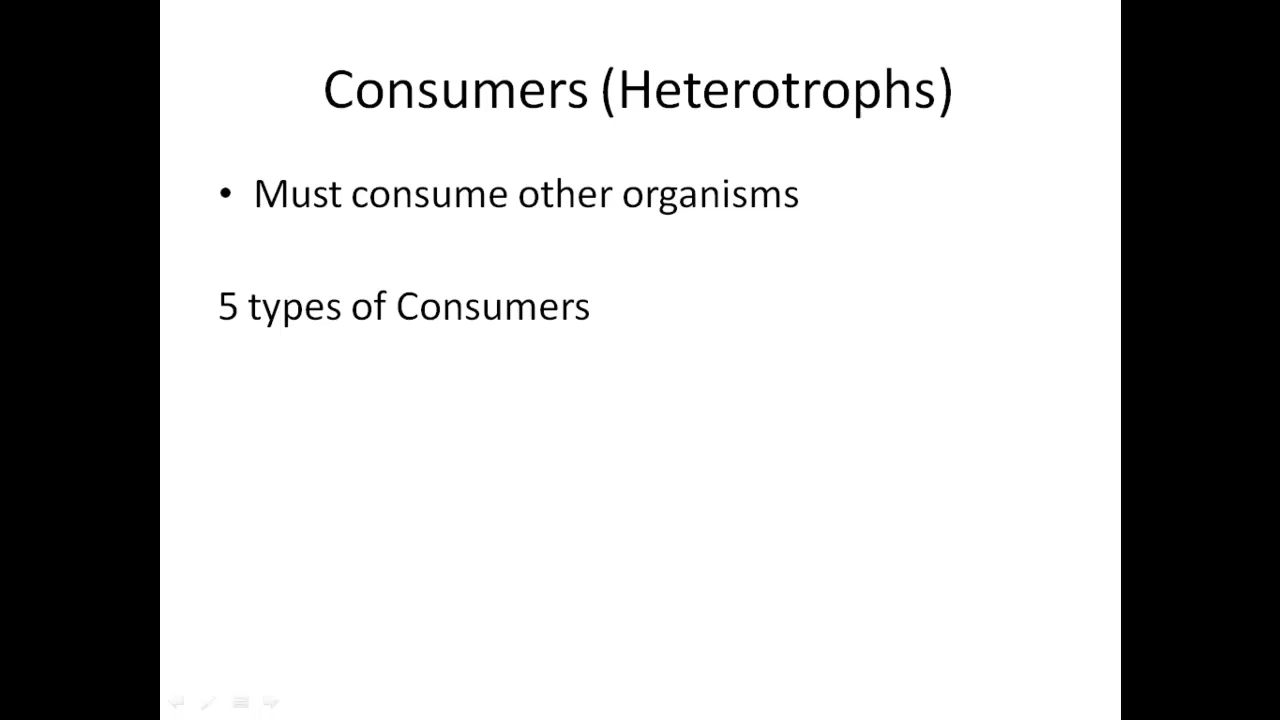 Consumers (Heterotrophs)
• Must consume other organisms
5 types of Consumers